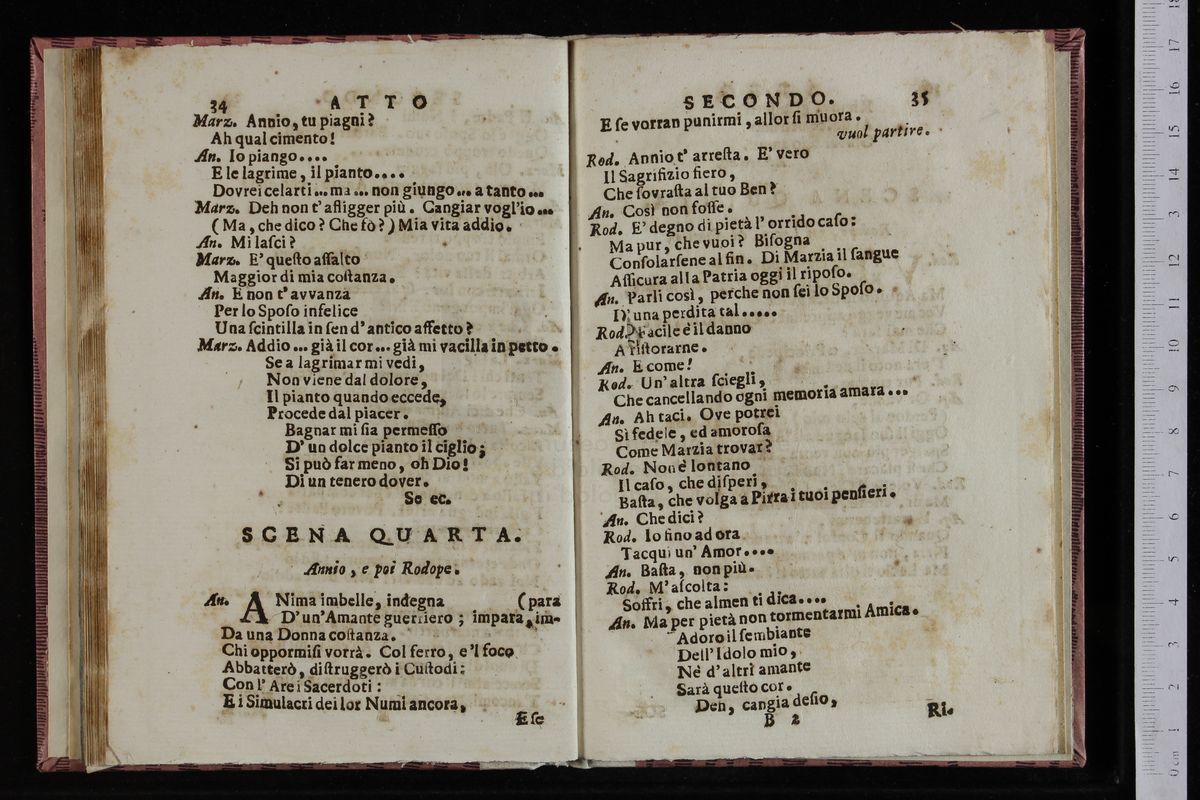 34 ATTO
Marz. Annio, tu piagni?
Ah qual cimento!
An. Io piango....
E le lagrime, il pianto....
Dovrei celarti... ma... non giungo... a tanto...
Marz. Deh non t' afligger più. Cangiar vogl'io...
(Ma, che dico? Che fò?) Mia vita addio.
An. Mi lasci?
Marz. E' queſto aſſalto
Maggior di mia coſtanza.
An. E non t' avvanza
Per lo Spoſo infelice
Una ſcintilla in ſen d' antico affetto?
Marz. Addio... già il cor... già mi vacilla in petto.
Se a lagrimar mi vedi,
Non viene dal dolore,
Il pianto quando eccede,
Procede dal piacer.
Bagnar mi ſia permeſſo
D' un dolce pianto il ciglio;
Si può far meno, oh Dio!
Di un tenero dover.
Se ec.
SCENA QUARTA.
Annio, e poi Rodope.
An. ANima imbelle, indegna (para
D' un' Amante guerriero; impara, im-
Da una Donna coſtanza.
Chi oppormiſi vorrà. Col ferro, e 'l foco
Abbatterò, diſtruggerò i Cuſtodi:
Con l' Are i Sacerdoti:
E i Simulacri dei lor Numi ancora,
E ſe
SECONDO. 35
E ſe vorran punirmi, allor ſi muora.
vuol partire.
Rod. Annio t' arreſta. E' vero
Il Sagrifizio fiero,
Che ſovraſta al tuo Ben?
An. Così non foſſe.
Rod. E' degno di pietà l' orrido caſo:
Ma pur, che vuoi? Biſogna
Conſolarſene al fin. Di Marzia il ſangue
Aſſicura alla Patria oggi il ripoſo.
An. Parli così, perche non ſei lo Spoſo.
D' una perdita tal.....
Rod. Facile è il danno
A riſtorarne.
An. E come!
Rod. Un' altra ſciegli,
Che cancellando ogni memoria amara...
An. Ah taci. Ove potrei
Sì fedele, ed amoroſa
Come Marzia trovar?
Rod. Non è lontano
Il caſo, che diſperi,
Baſta, che volga a Pirra i tuoi penſieri.
An. Che dici?
Rod. Io fino ad ora
Tacqui un' Amor....
An. Baſta, non più.
Rod. M' aſcolta:
Soffri, che almen ti dica....
An. Ma per pietà non tormentarmi Amica.
Adoro il ſembiante
Dell' Idolo mio,
Nè d' altri amante
Sarà queſto cor.
Deh, cangia deſio,
B 2 Ri.